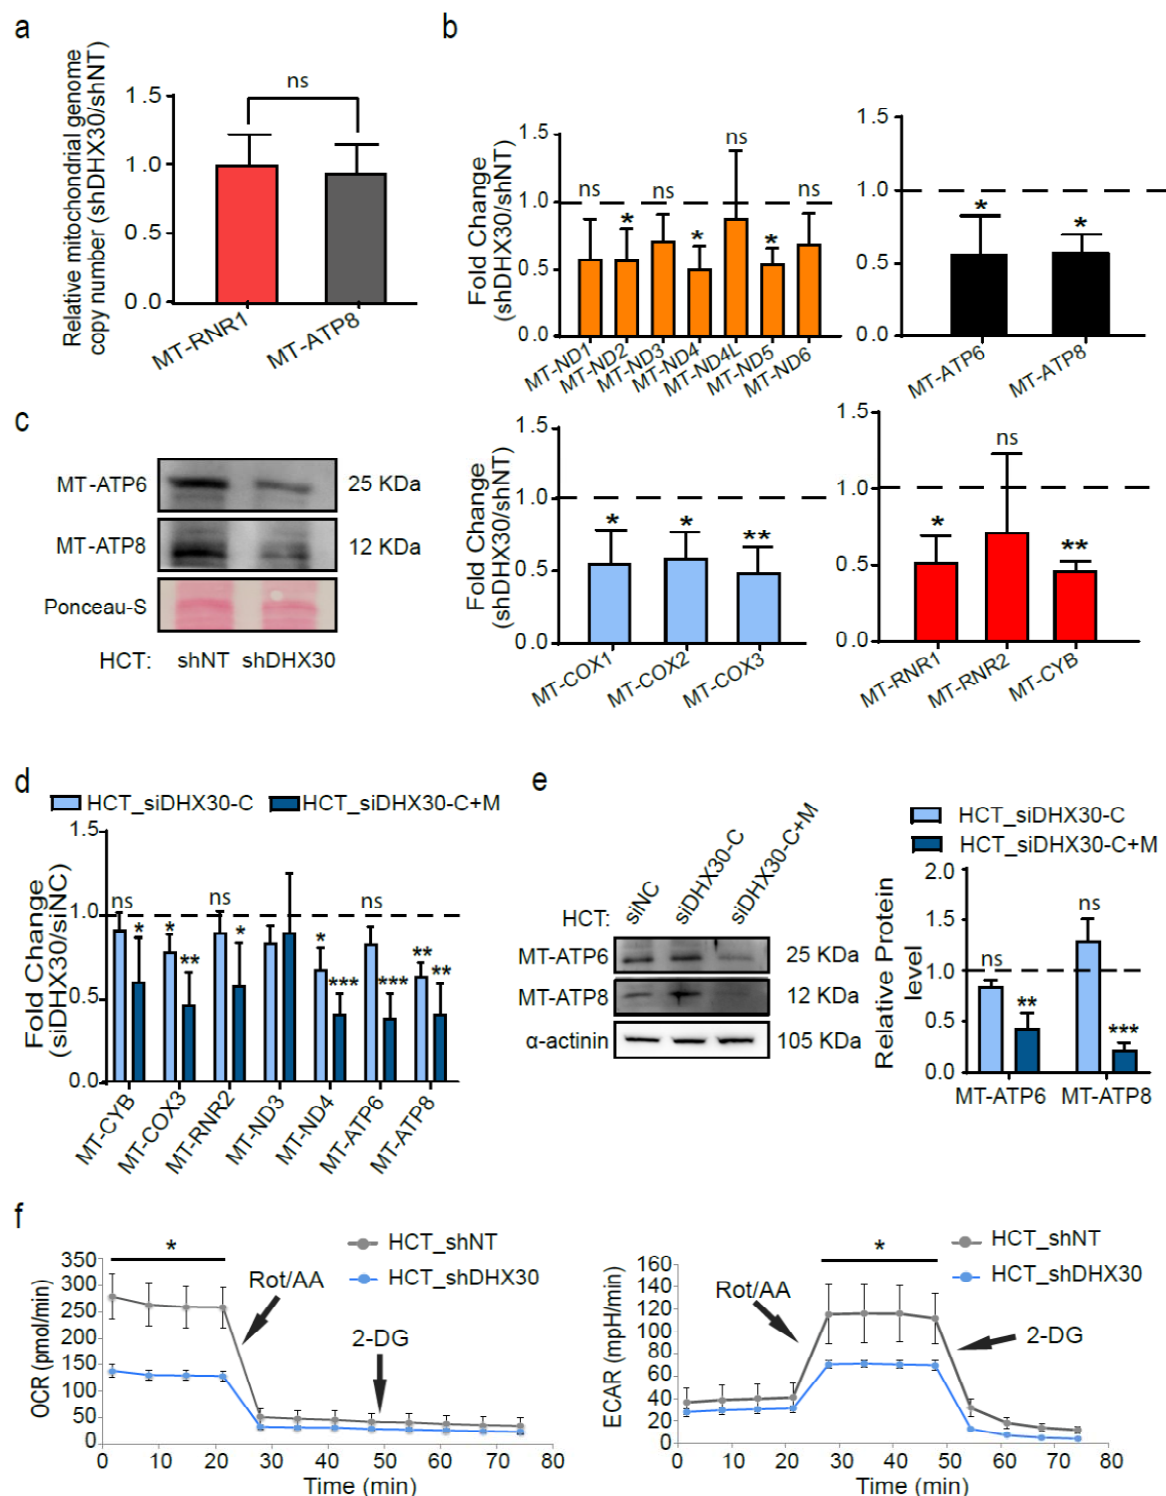 a
Relative mitochondrial genome
copy number (shDHX30/shNT)
1.5
1.0
0.5
0.0
ns
MT-RNR1
MT-ATP8
b
Fold Change
(shDHX30/shNT)
1.5
1.0
0.5
0.0
ns
*
ns
*
ns
*
ns
MT-ND1
MT-ND2
MT-ND3
MT-ND4
MT-ND4L
MT-ND5
MT-ND6
1.5
1.0
0.5
0.0
*
*
MT-ATP6
MT-ATP8
Fold Change
(shDHX30/shNT)
1.5
1.0
0.5
0.0
*
*
**
MT-COX1
MT-COX2
MT-COX3
1.5
1.0
0.5
0.0
*
ns
**
MT-RNR1
MT-RNR2
MT-CYB
c
MT-ATP6
25 KDa
MT-ATP8
12 KDa
Ponceau-S
HCT: shNT shDHX30
d
HCT_siDHX30-C
HCT_siDHX30-C+M
Fold Change
(siDHX30/siNC)
1.5
1.0
0.5
0.0
ns
*
*
**
ns
*
*
***
ns
***
**
**
MT-CYB
MT-COX3
MT-RNR2
MT-ND3
MT-ND4
MT-ATP6
MT-ATP8
e
HCT:
siNC
siDHX30-C
siDHX30-C+M
MT-ATP6
25 KDa
MT-ATP8
12 KDa
α-actinin
105 KDa
HCT_siDHX30-C
HCT_siDHX30-C+M
Relative Protein
level
2.0
1.5
1.0
0.5
0.0
ns
**
ns
***
MT-ATP6
MT-ATP8
f
OCR (pmol/min)
350
300
250
200
150
100
50
0
*
HCT_shNT
HCT_shDHX30
Rot/AA
2-DG
0 10 20 30 40 50 60 70 80
Time (min)
ECAR (mpH/min)
160
140
120
100
80
60
40
20
0
*
HCT_shNT
HCT_shDHX30
Rot/AA
2-DG
0 10 20 30 40 50 60 70 80
Time (min)